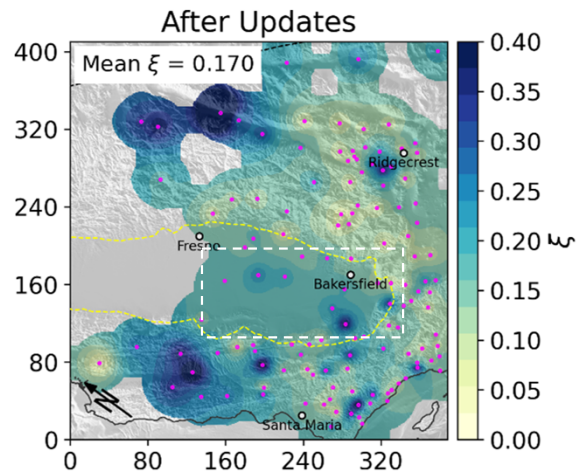 After Updates
Mean ξ = 0.170
400
320
240
160
80
0
0 80 160 240 320
Ridgecrest
Fresno
Bakersfield
Santa Maria
N
0.40
0.35
0.30
0.25
0.20
0.15
0.10
0.05
0.00
ξ